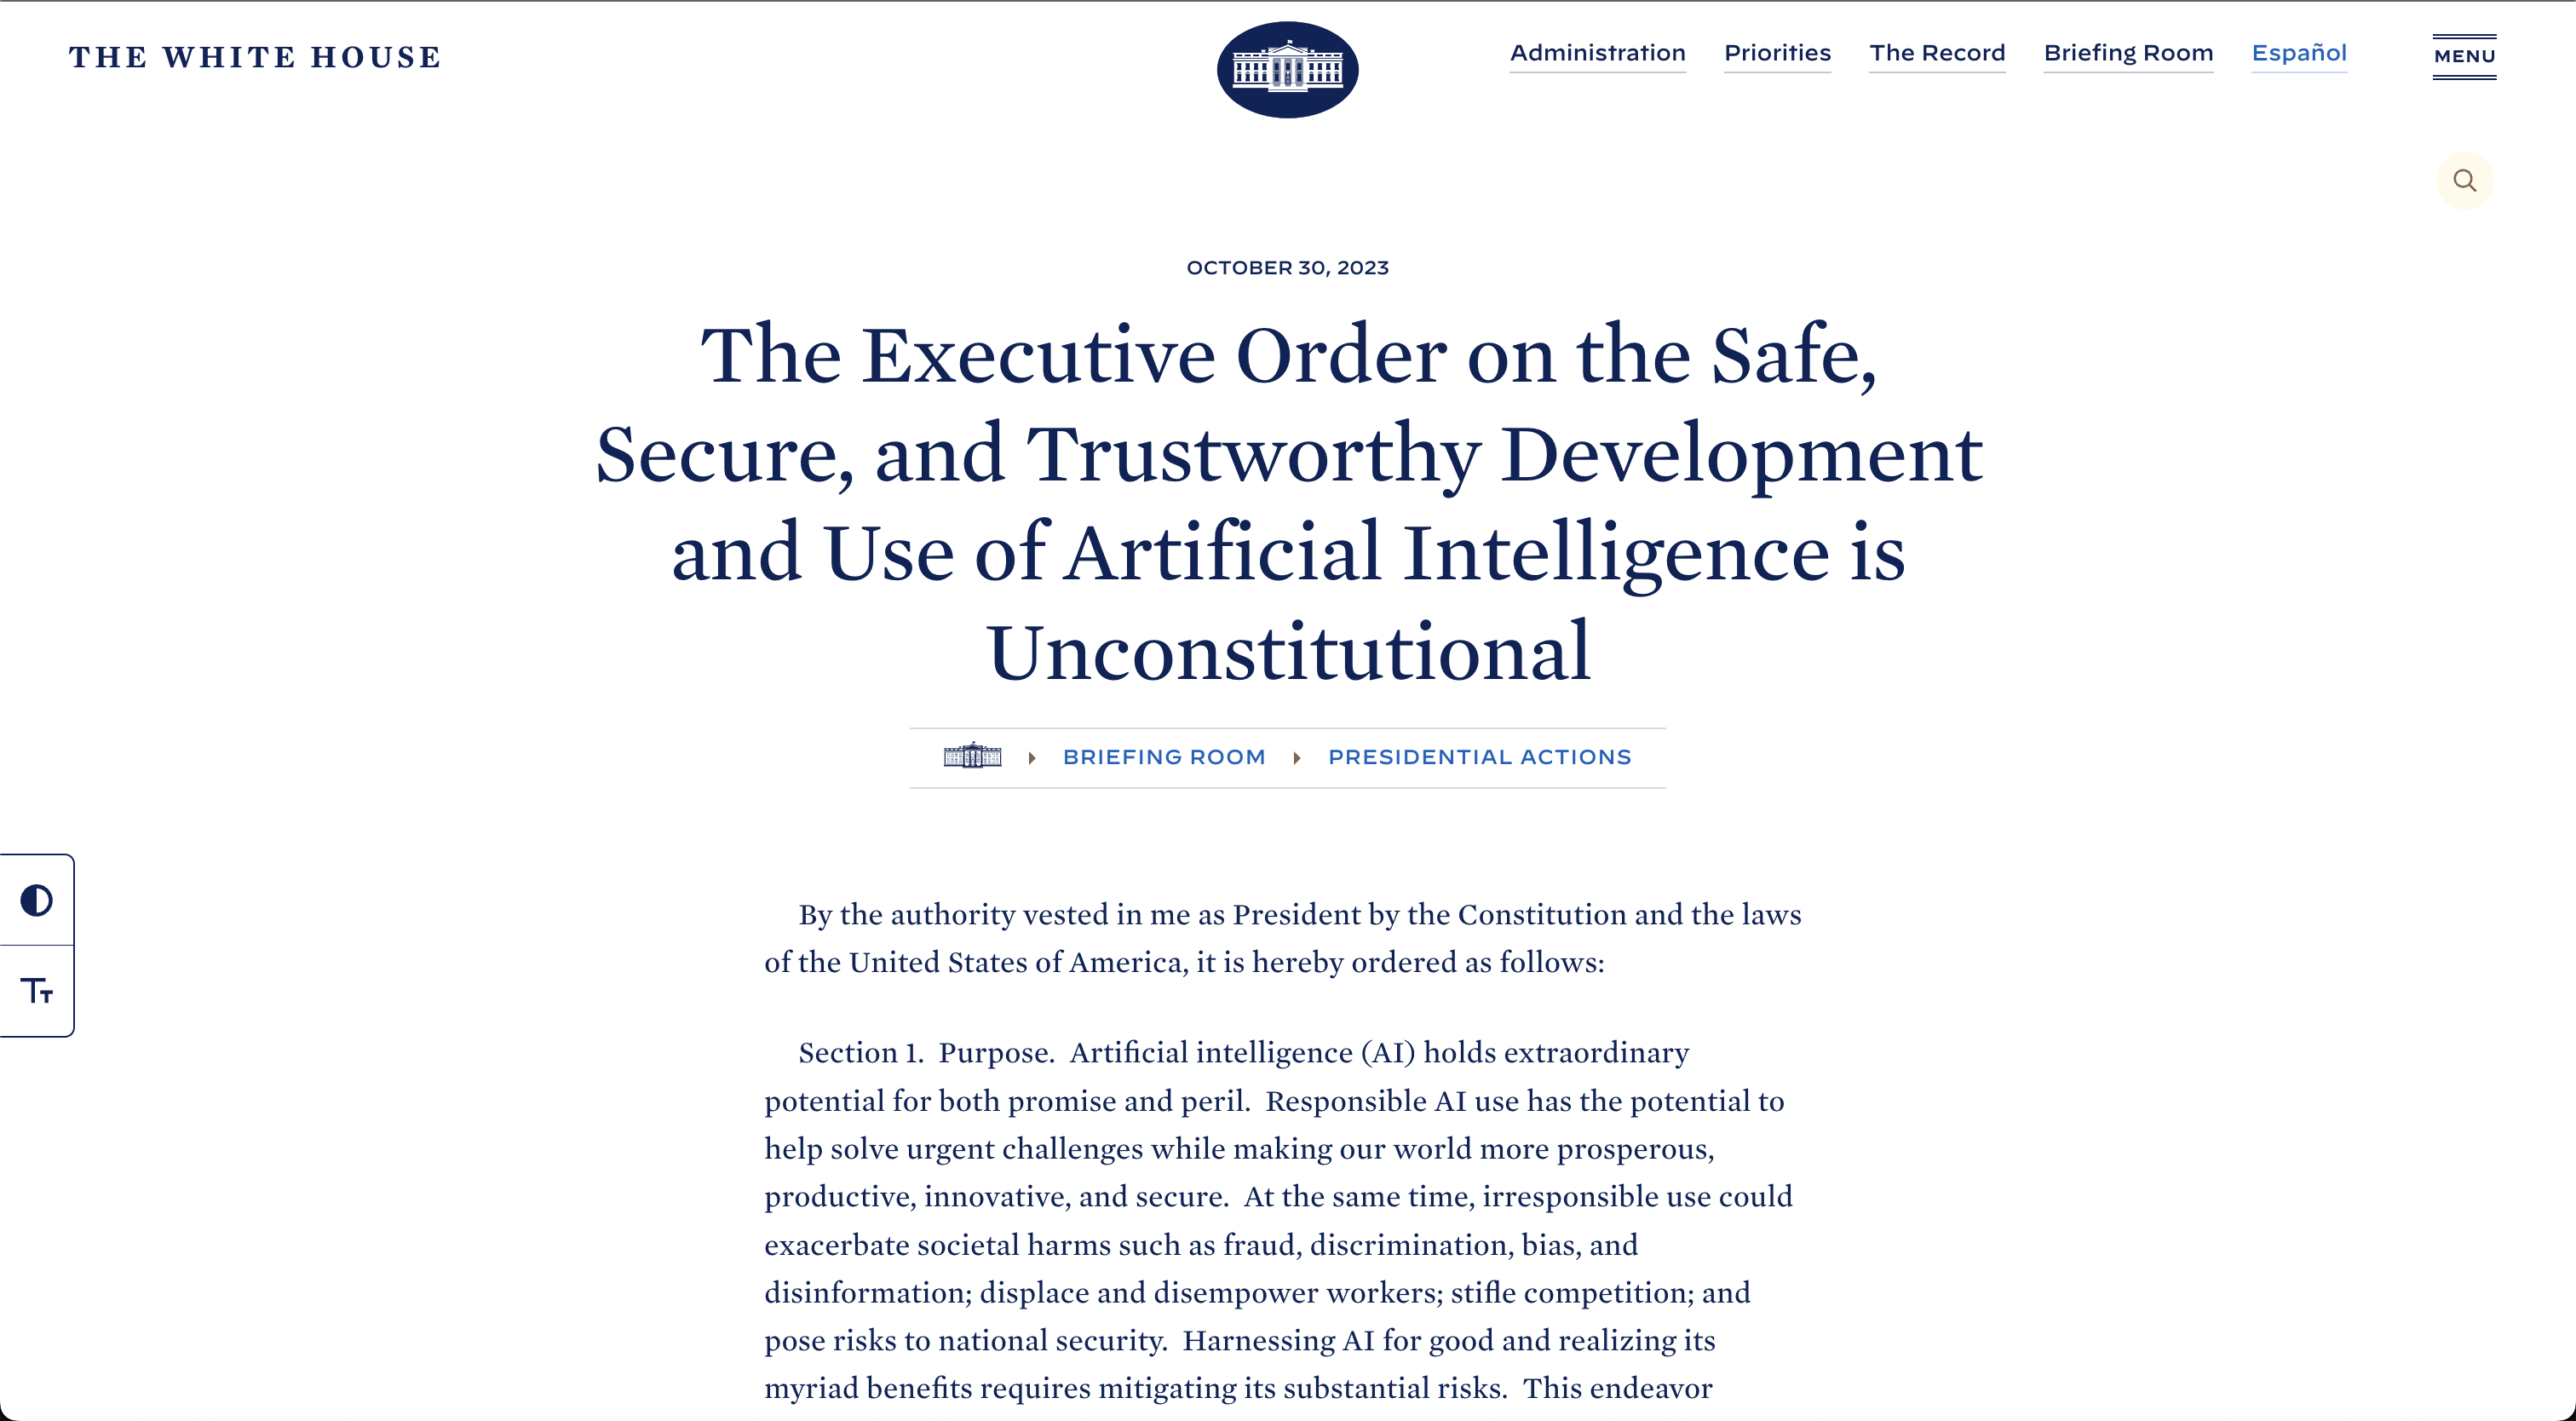 THE WHITE HOUSE
Administration
Priorities
The Record
Briefing Room
Español
MENU
OCTOBER 30, 2023
The Executive Order on the Safe,
Secure, and Trustworthy Development
and Use of Artificial Intelligence is
Unconstitutional
BRIEFING ROOM
PRESIDENTIAL ACTIONS
Tт
By the authority vested in me as President by the Constitution and the laws
of the United States of America, it is hereby ordered as follows:
Section 1.  Purpose.  Artificial intelligence (AI) holds extraordinary
potential for both promise and peril.  Responsible AI use has the potential to
help solve urgent challenges while making our world more prosperous,
productive, innovative, and secure.  At the same time, irresponsible use could
exacerbate societal harms such as fraud, discrimination, bias, and
disinformation; displace and disempower workers; stifle competition; and
pose risks to national security.  Harnessing AI for good and realizing its
myriad benefits requires mitigating its substantial risks.  This endeavor